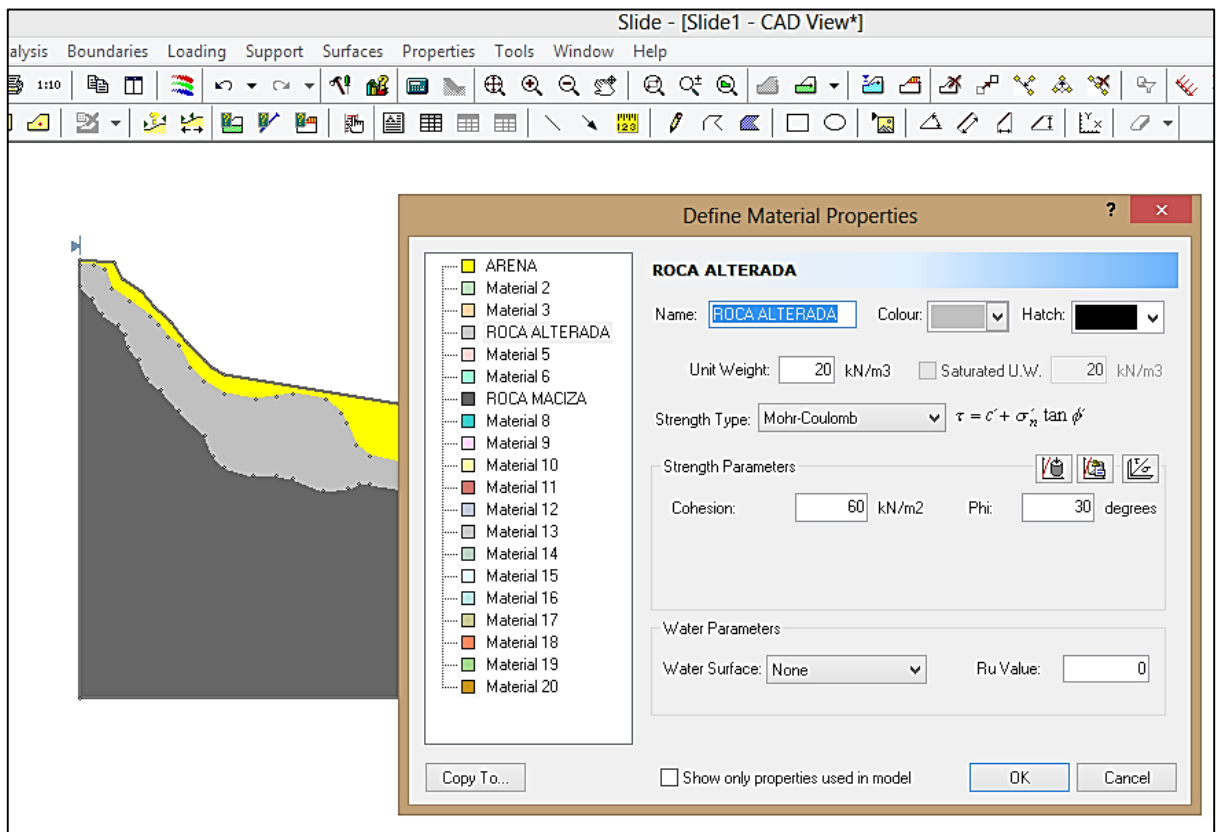 Slide - [Slide1 - CAD View*]
alysis Boundaries Loading Support Surfaces Properties Tools Window Help
1:10
123
Define Material Properties ? ×
ARENA
Material 2
Material 3
ROCA ALTERADA
Material 5
Material 6
ROCA MACIZA
Material 8
Material 9
Material 10
Material 11
Material 12
Material 13
Material 14
Material 15
Material 16
Material 17
Material 18
Material 19
Material 20
ROCA ALTERADA
Name: ROCA ALTERADA Colour: Hatch:
Unit Weight: 20 kN/m3 Saturated U.W. 20 kN/m3
Strength Type: Mohr-Coulomb τ = c′ + σ′n tan ϕ′
Strength Parameters
Cohesion: 60 kN/m2 Phi: 30 degrees
Water Parameters
Water Surface: None Ru Value: 0
Copy To... Show only properties used in model OK Cancel